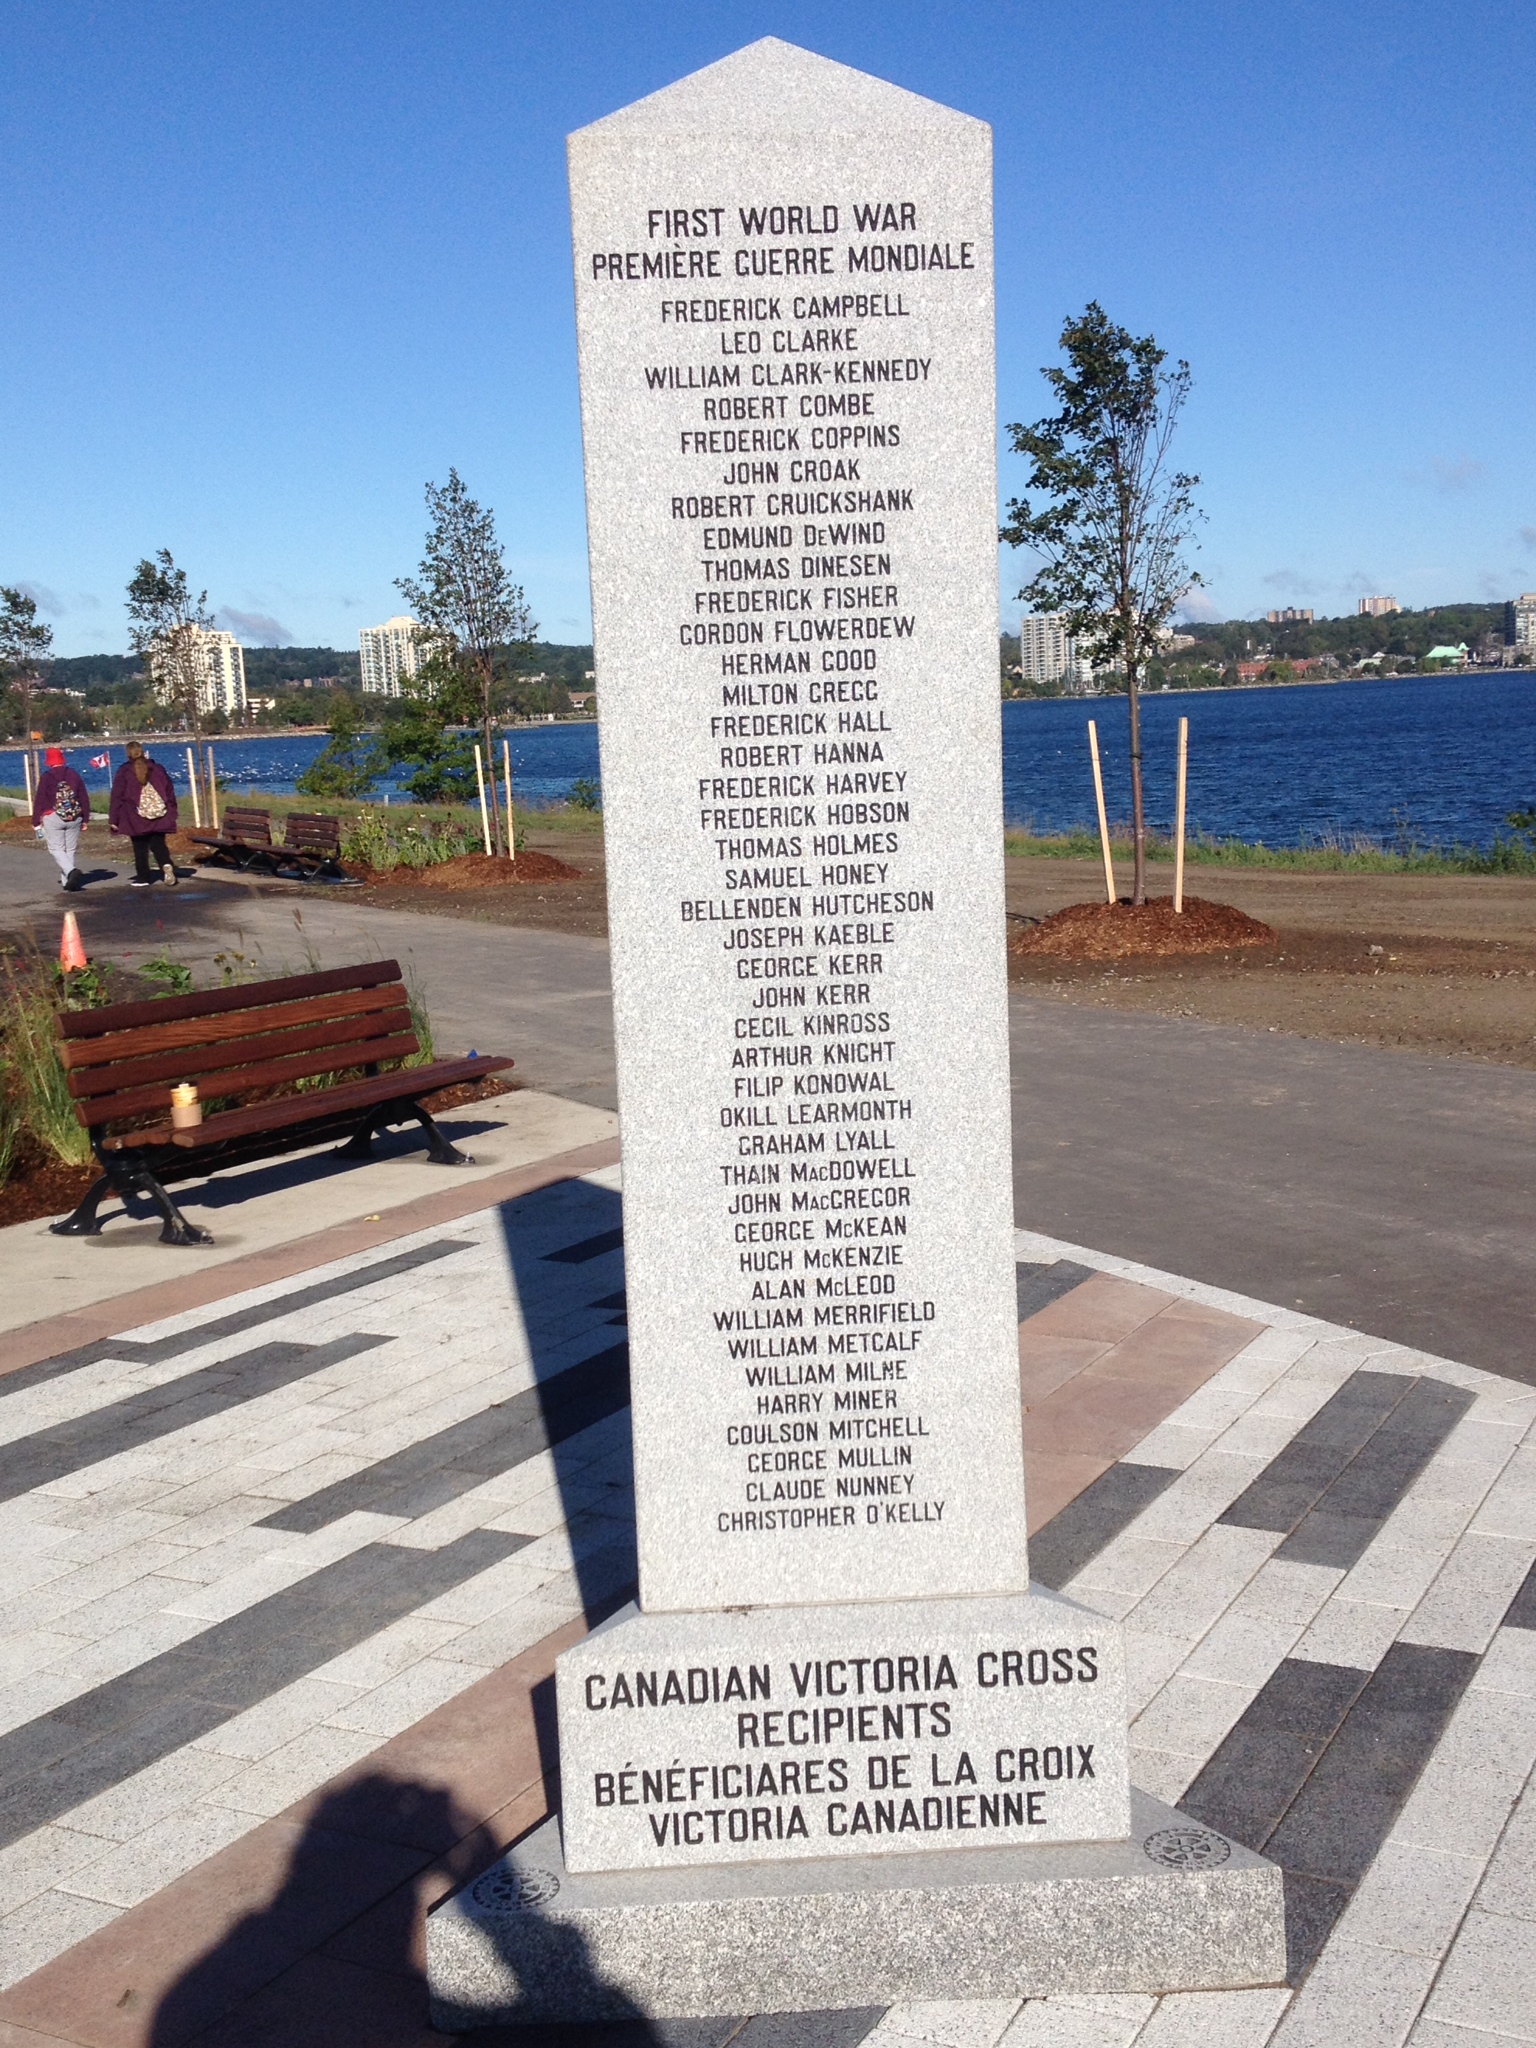 FIRST WORLD WAR
PREMIÈRE GUERRE MONDIALE
FREDERICK CAMPBELL
LEO CLARKE
WILLIAM CLARK-KENNEDY
ROBERT COMBE
FREDERICK COPPINS
JOHN CROAK
ROBERT CRUICKSHANK
EDMUND DeWIND
THOMAS DINESEN
FREDERICK FISHER
GORDON FLOWERDEW
HERMAN GOOD
MILTON GREGG
FREDERICK HALL
ROBERT HANNA
FREDERICK HARVEY
FREDERICK HOBSON
THOMAS HOLMES
SAMUEL HONEY
BELLENDEN HUTCHESON
JOSEPH KAEBLE
GEORGE KERR
JOHN KERR
CECIL KINROSS
ARTHUR KNIGHT
FILIP KONOWAL
OKILL LEARMONTH
GRAHAM LYALL
THAIN MacDOWELL
JOHN MacGREGOR
GEORGE McKEAN
HUGH McKENZIE
ALAN McLEOD
WILLIAM MERRIFIELD
WILLIAM METCALF
WILLIAM MILNE
HARRY MINER
COULSON MITCHELL
GEORGE MULLIN
CLAUDE NUNNEY
CHRISTOPHER O'KELLY
CANADIAN VICTORIA CROSS
RECIPIENTS
BÉNÉFICIARES DE LA CROIX
VICTORIA CANADIENNE